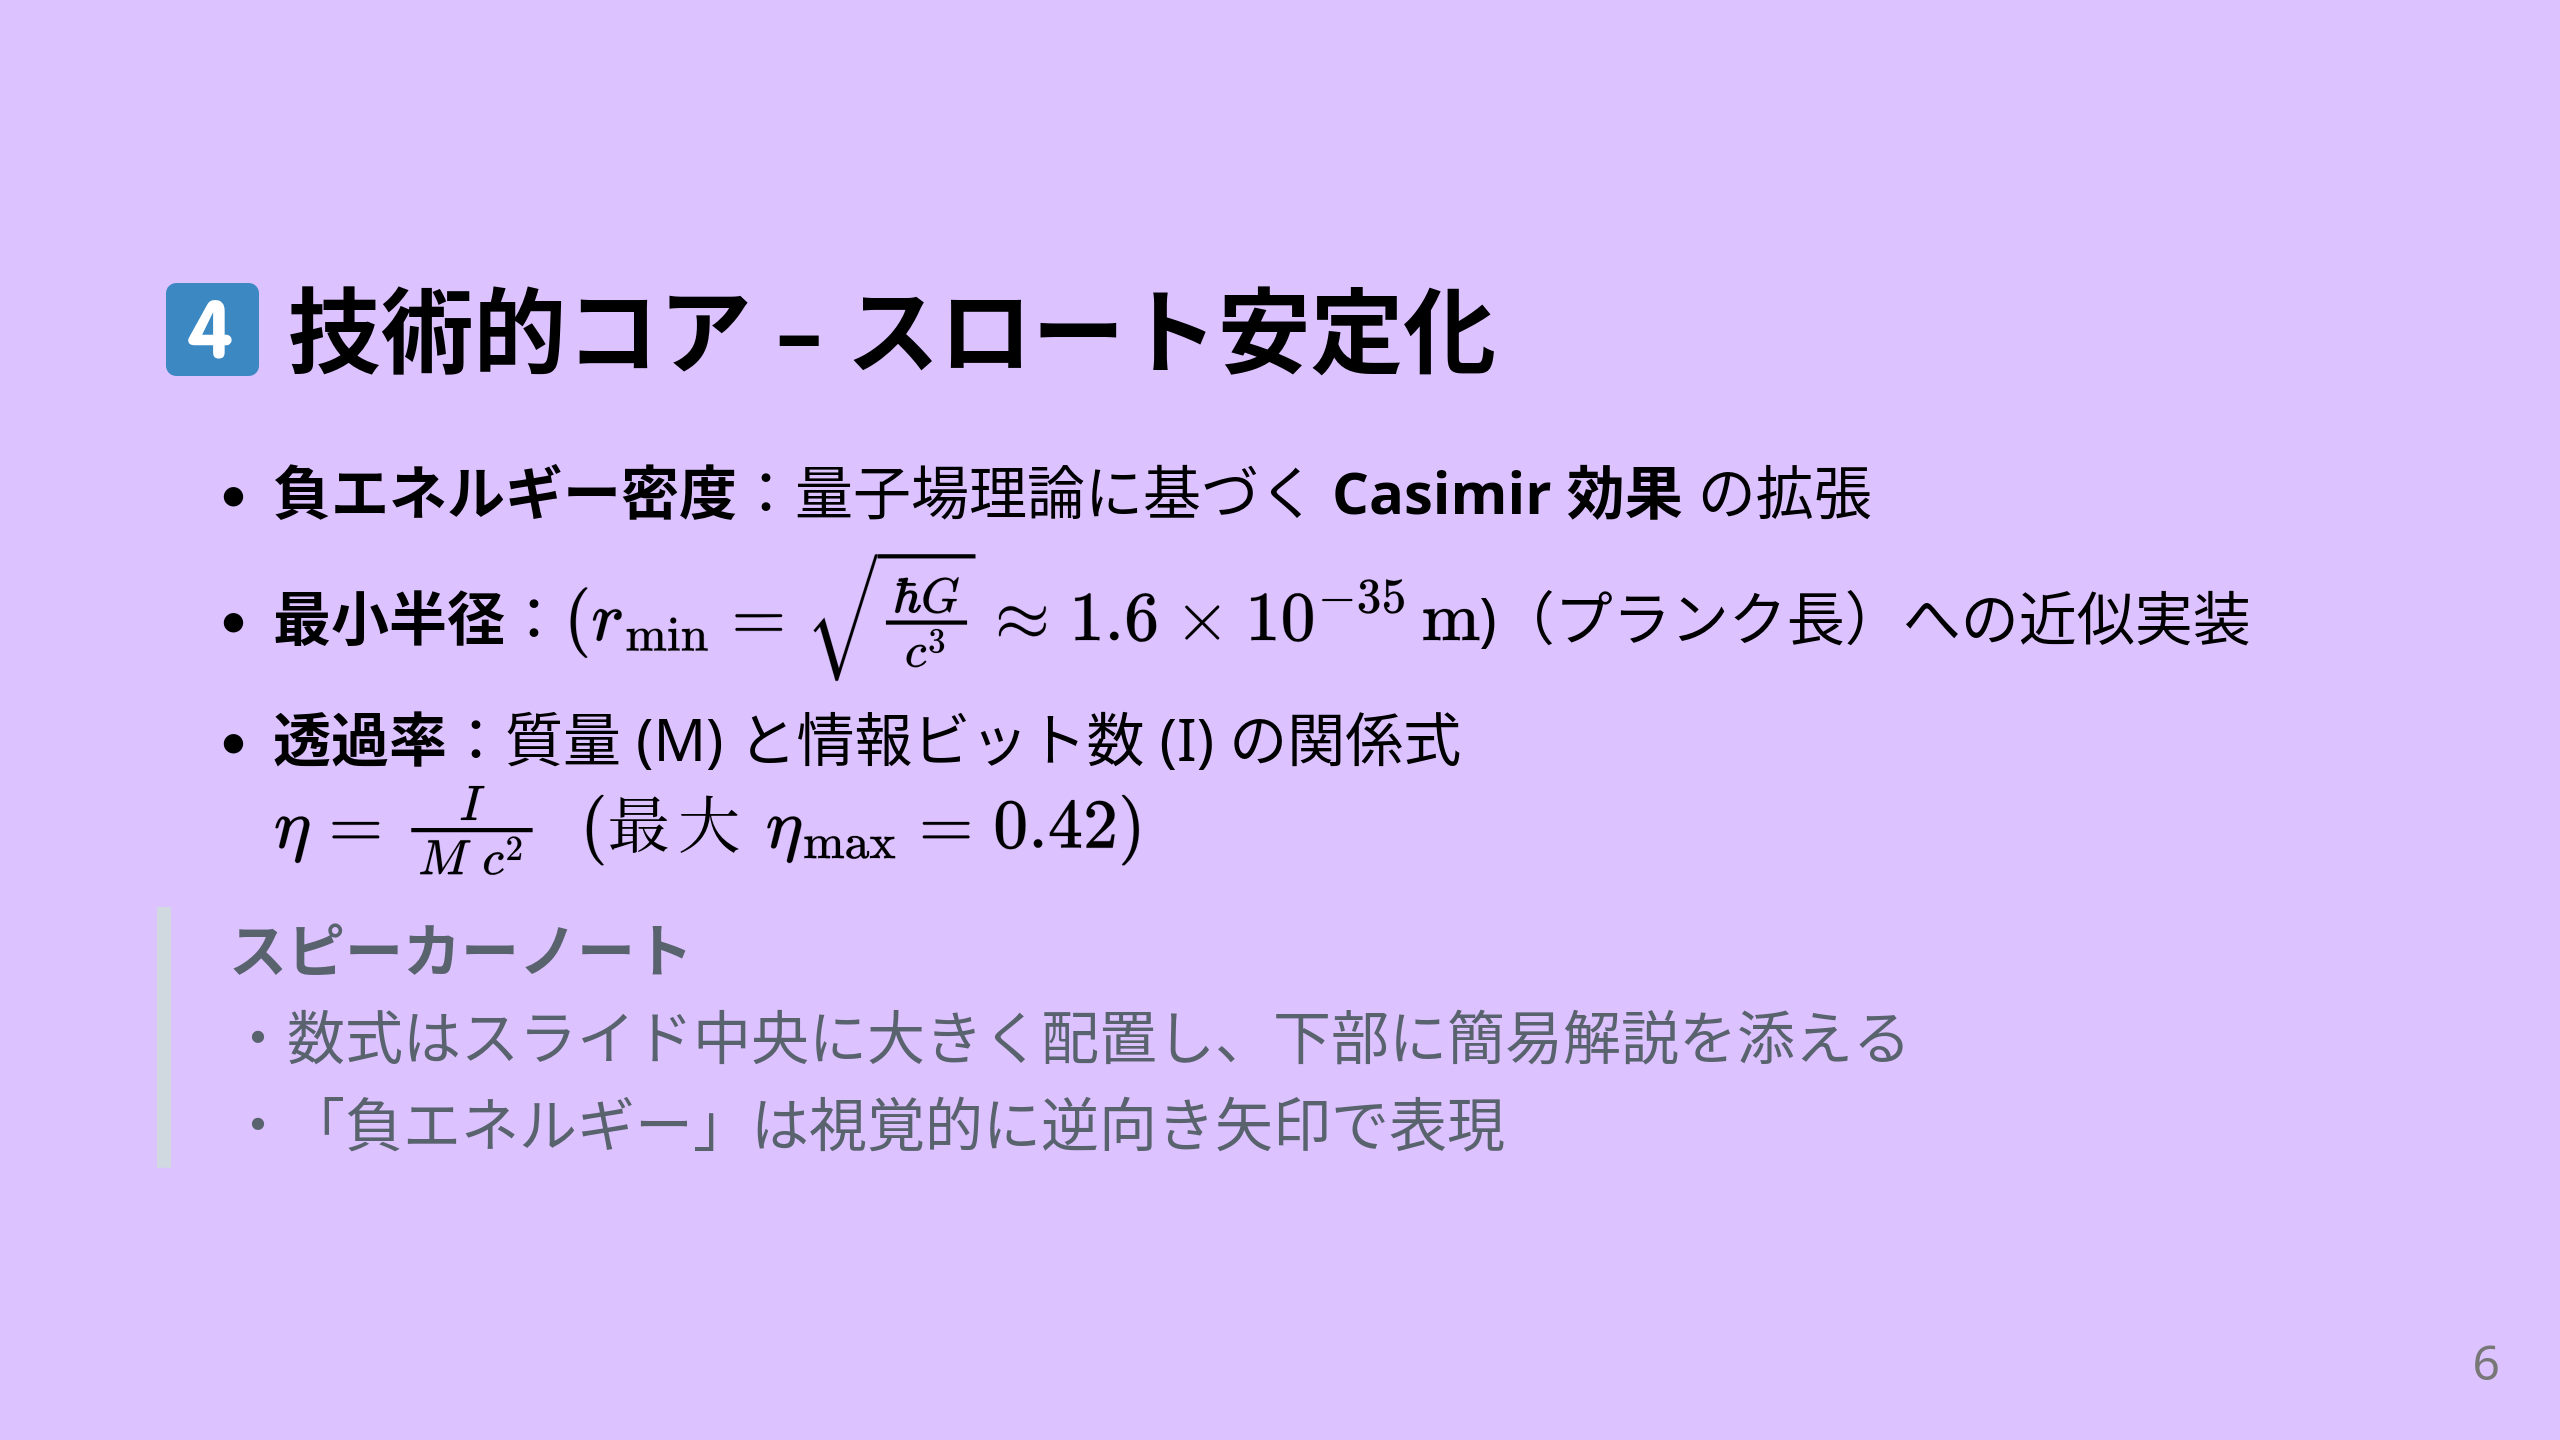 4 技術的コア – スロート安定化
• 負エネルギー密度：量子場理論に基づく Casimir 効果 の拡張
• 最小半径：(r_min = √(ℏG/c³) ≈ 1.6 × 10⁻³⁵ m)（プランク長）への近似実装
• 透過率：質量 (M) と情報ビット数 (I) の関係式
η = I/(M c²) (最大 η_max = 0.42)
スピーカーノート
・数式はスライド中央に大きく配置し、下部に簡易解説を添える
・「負エネルギー」は視覚的に逆向き矢印で表現
6